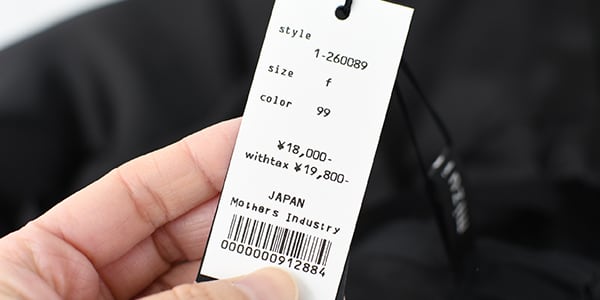 style
1-260089
size
f
color
99
¥18,000-
withtax ¥19,800-
JAPAN
Mothers Industry
0000000912884